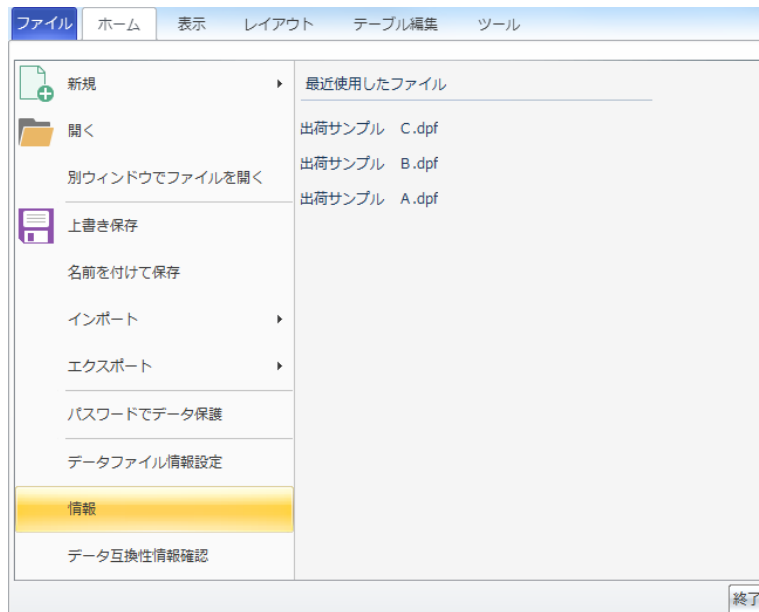 ファイル ホーム 表示 レイアウト テーブル編集 ツール
新規
開く
別ウィンドウでファイルを開く
上書き保存
名前を付けて保存
インポート
エクスポート
パスワードでデータ保護
データファイル情報設定
情報
データ互換性情報確認
最近使用したファイル
出荷サンプル　C.dpf
出荷サンプル　B.dpf
出荷サンプル　A.dpf
終了